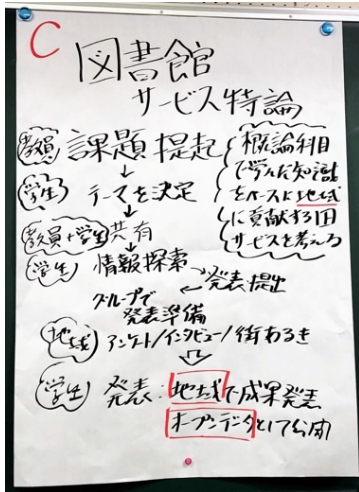 C
図書館
サービス特論
教員 課題提起
↓
学生 テーマを決定
↓
教員+学生 共有
↓
学生 情報探索
発表提出
グループで
発表準備
地域 アンケート/インタビュー/街あるき
学生 発表:地域で成果発表
オープンデータとして公開
概論科目
で学んだ知識
をベースに地域
に貢献する
サービスを考える